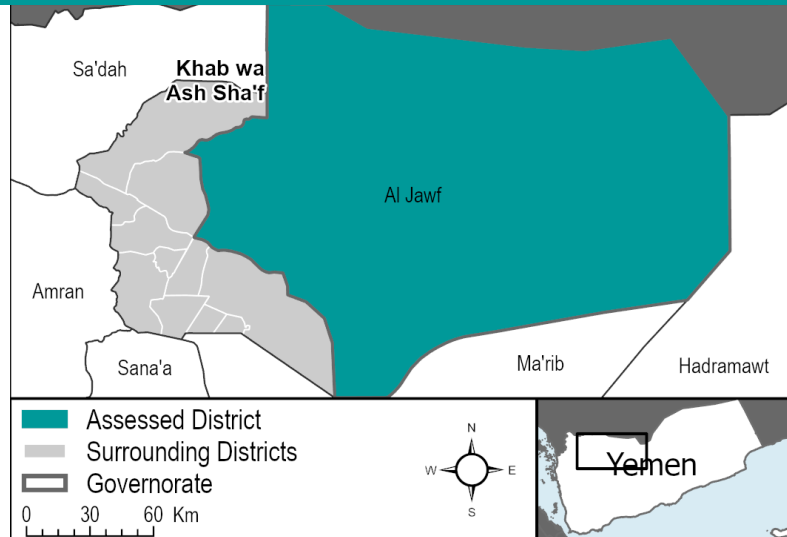 Sa'dah
Khab wa
Ash Sha'f
Al Jawf
Amran
Sana'a
Ma'rib
Hadramawt
Assessed District
Surrounding Districts
Governorate
0 30 60 Km
N
W E
S
Yemen